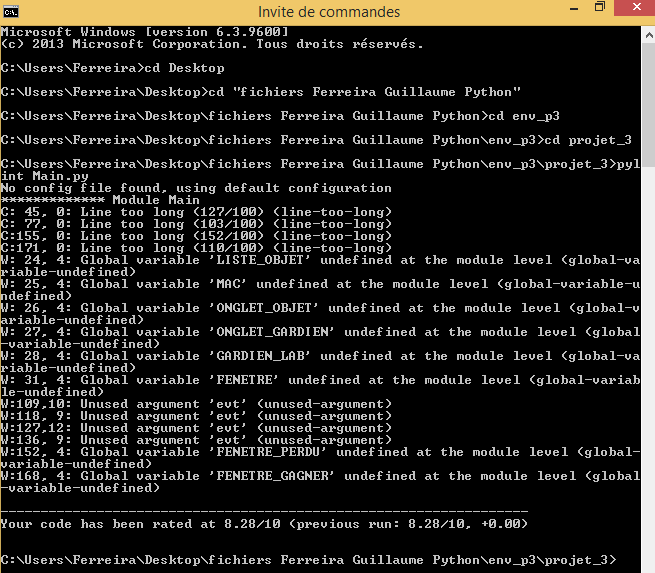 Invite de commandes
Microsoft Windows [version 6.3.9600]
(c) 2013 Microsoft Corporation. Tous droits réservés.
C:\Users\Ferreira>cd Desktop
C:\Users\Ferreira\Desktop>cd "fichiers Ferreira Guillaume Python"
C:\Users\Ferreira\Desktop\fichiers Ferreira Guillaume Python>cd env_p3
C:\Users\Ferreira\Desktop\fichiers Ferreira Guillaume Python\env_p3>cd projet_3
C:\Users\Ferreira\Desktop\fichiers Ferreira Guillaume Python\env_p3\projet_3>pyl
int Main.py
No config file found, using default configuration
************* Module Main
C: 45, 0: Line too long (127/100) (line-too-long)
C: 77, 0: Line too long (103/100) (line-too-long)
C:155, 0: Line too long (152/100) (line-too-long)
C:171, 0: Line too long (110/100) (line-too-long)
W: 24, 4: Global variable 'LISTE_OBJET' undefined at the module level (global-va
riable-undefined)
W: 25, 4: Global variable 'MAC' undefined at the module level (global-variable-u
ndefined)
W: 26, 4: Global variable 'ONGLET_OBJET' undefined at the module level (global-v
ariable-undefined)
W: 27, 4: Global variable 'ONGLET_GARDIEN' undefined at the module level (global
-variable-undefined)
W: 28, 4: Global variable 'GARDIEN_LAB' undefined at the module level (global-va
riable-undefined)
W: 31, 4: Global variable 'FENETRE' undefined at the module level (global-variab
le-undefined)
W:109,10: Unused argument 'evt' (unused-argument)
W:118, 9: Unused argument 'evt' (unused-argument)
W:127,12: Unused argument 'evt' (unused-argument)
W:136, 9: Unused argument 'evt' (unused-argument)
W:152, 4: Global variable 'FENETRE_PERDU' undefined at the module level (global-
variable-undefined)
W:168, 4: Global variable 'FENETRE_GAGNER' undefined at the module level (global
-variable-undefined)
------------------------------------------------------------------
Your code has been rated at 8.28/10 (previous run: 8.28/10, +0.00)
C:\Users\Ferreira\Desktop\fichiers Ferreira Guillaume Python\env_p3\projet_3>